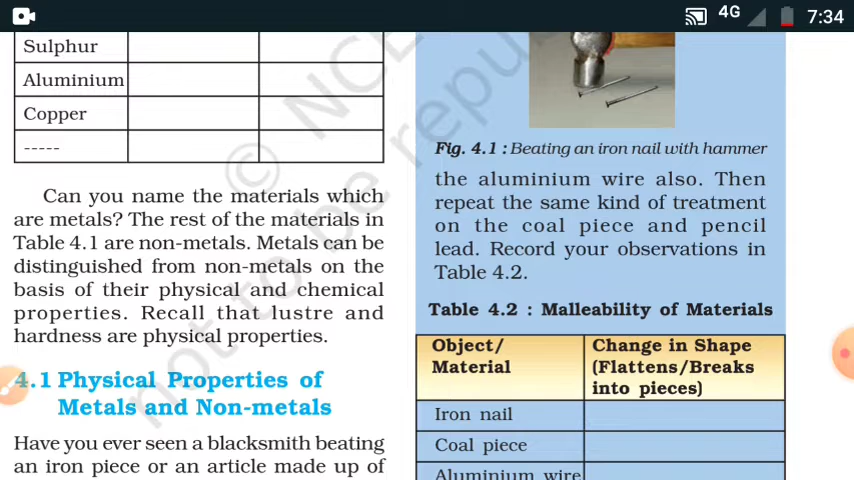 4G 7:34
Sulphur
Aluminium
Copper
-----
Can you name the materials which
are metals? The rest of the materials in
Table 4.1 are non-metals. Metals can be
distinguished from non-metals on the
basis of their physical and chemical
properties. Recall that lustre and
hardness are physical properties.
4.1 Physical Properties of
Metals and Non-metals
Have you ever seen a blacksmith beating
an iron piece or an article made up of
Fig. 4.1 : Beating an iron nail with hammer
the aluminium wire also. Then
repeat the same kind of treatment
on the coal piece and pencil
lead. Record your observations in
Table 4.2.
Table 4.2 : Malleability of Materials
Object/
Material
Change in Shape
(Flattens/Breaks
into pieces)
Iron nail
Coal piece
Aluminium wire
© NCE
not to be repu